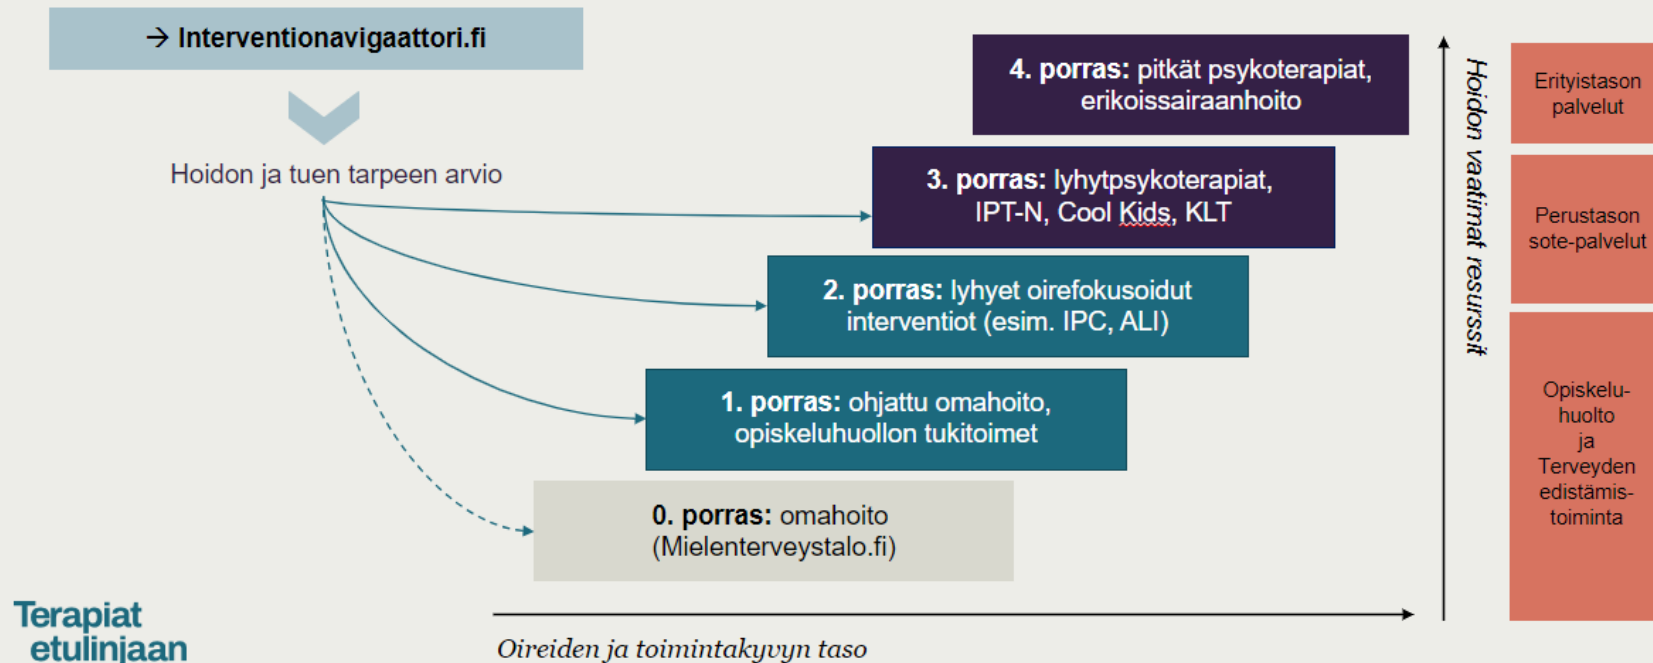 → Interventionavigaattori.fi
Hoidon ja tuen tarpeen arvio
4. porras: pitkät psykoterapiat,
erikoissairaanhoito
3. porras: lyhytpsykoterapiat,
IPT-N, Cool Kids, KLT
2. porras: lyhyet oirefokusoidut
interventiot (esim. IPC, ALI)
1. porras: ohjattu omahoito,
opiskeluhuollon tukitoimet
0. porras: omahoito
(Mielenterveystalo.fi)
Hoidon vaatimat resurssit
Erityistason
palvelut
Perustason
sote-palvelut
Opiskelu-
huolto
ja
Terveyden
edistämis-
toiminta
Oireiden ja toimintakyvyn taso
Terapiat
etulinjaan